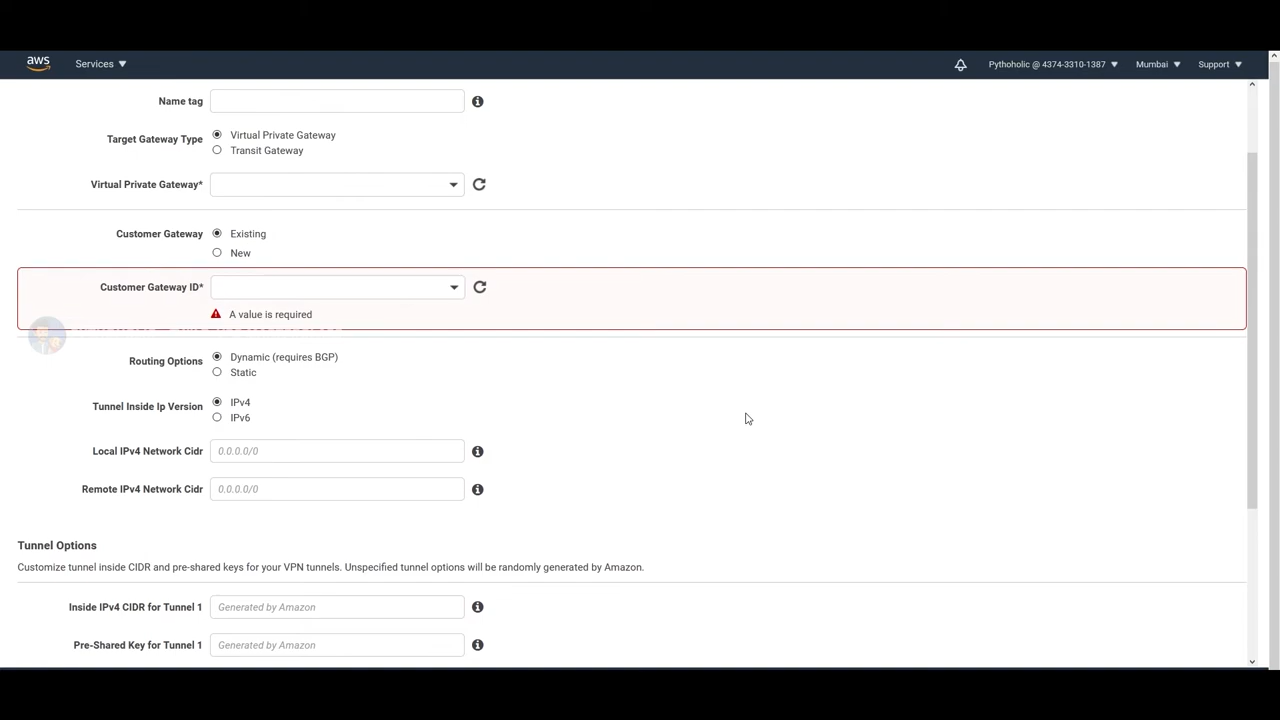 aws Services Pythoholic @ 4374-3310-1387 Mumbai Support
Name tag
Target Gateway Type Virtual Private Gateway
Transit Gateway
Virtual Private Gateway*
Customer Gateway Existing
New
Customer Gateway ID*
A value is required
Routing Options Dynamic (requires BGP)
Static
Tunnel Inside Ip Version IPv4
IPv6
Local IPv4 Network Cidr 0.0.0.0/0
Remote IPv4 Network Cidr 0.0.0.0/0
Tunnel Options
Customize tunnel inside CIDR and pre-shared keys for your VPN tunnels. Unspecified tunnel options will be randomly generated by Amazon.
Inside IPv4 CIDR for Tunnel 1 Generated by Amazon
Pre-Shared Key for Tunnel 1 Generated by Amazon